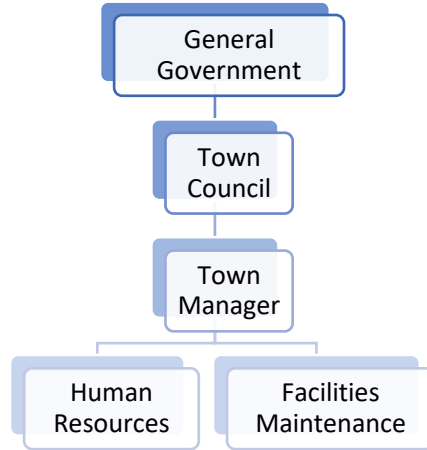 General
Government
Town
Council
Town
Manager
Human
Resources
Facilities
Maintenance